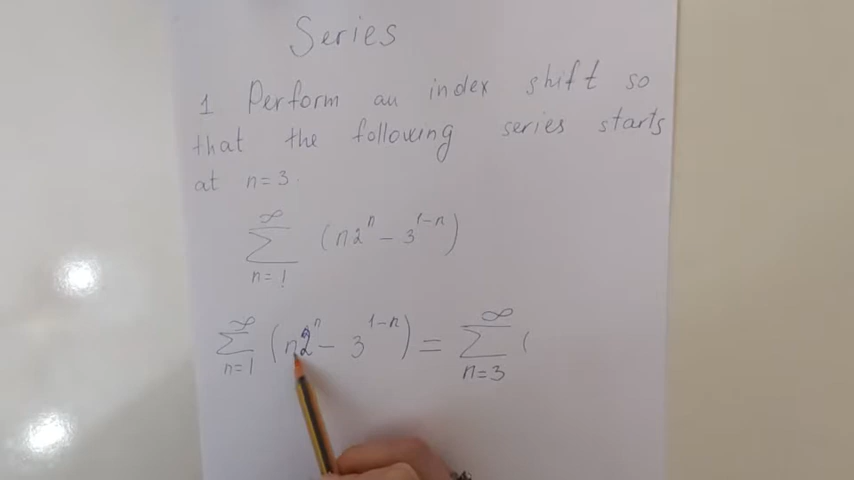 Series
1 Perform an index shift so
that the following series starts
at n=3.
∞
∑ (n2ⁿ - 3¹⁻ⁿ)
n=1
∞ ∞
∑ (n2ⁿ - 3¹⁻ⁿ) = ∑ (
n=1 n=3